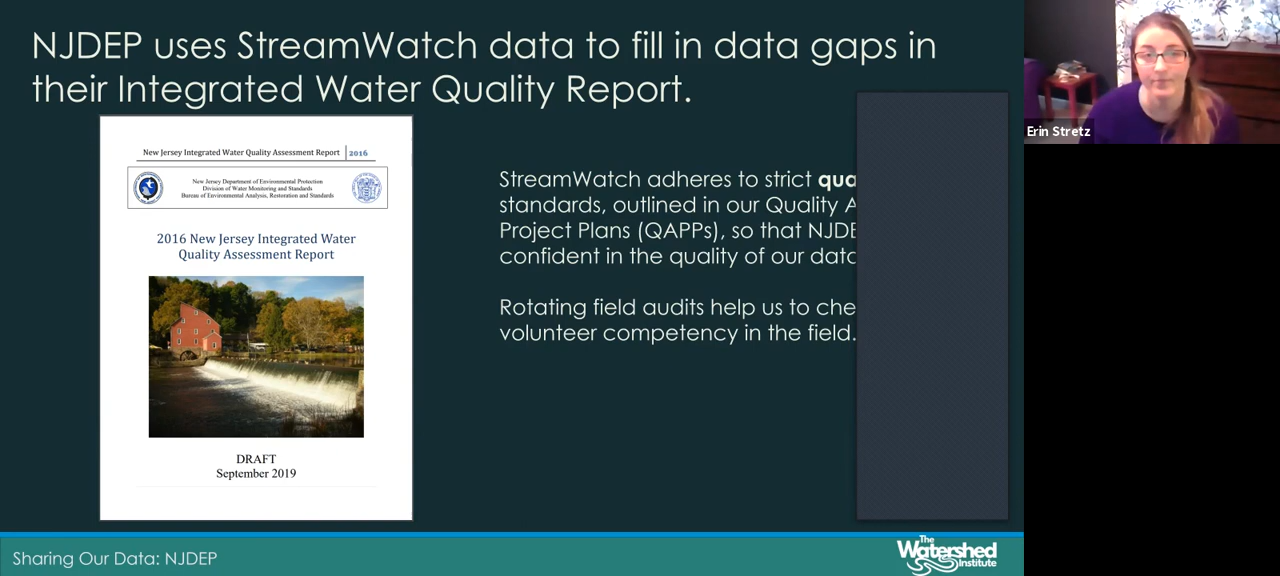 NJDEP uses StreamWatch data to fill in data gaps in
their Integrated Water Quality Report.
New Jersey Integrated Water Quality Assessment Report 2016
New Jersey Department of Environmental Protection
Division of Water Monitoring and Standards
Bureau of Environmental Analysis, Restoration and Standards
2016 New Jersey Integrated Water
Quality Assessment Report
DRAFT
September 2019
StreamWatch adheres to strict qua
standards, outlined in our Quality A
Project Plans (QAPPs), so that NJDE
confident in the quality of our data
Rotating field audits help us to che
volunteer competency in the field.
Sharing Our Data: NJDEP
The
Watershed
Institute
Erin Stretz